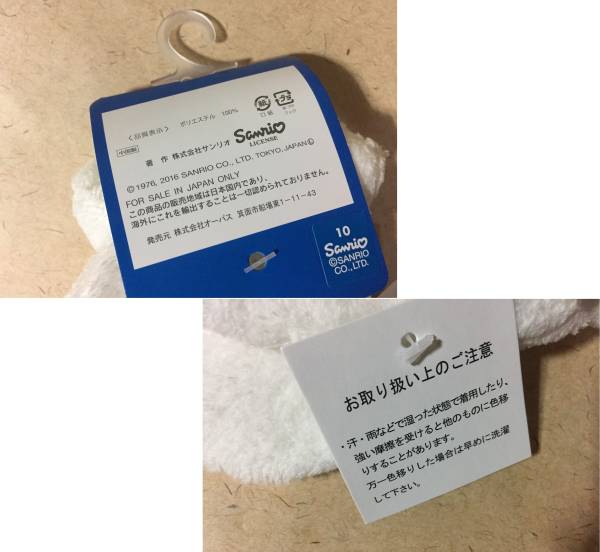 〈品質表示〉 ポリエステル 100%
中国製
著 作 株式会社サンリオ Sanrio
LICENSE
©1976, 2016 SANRIO CO., LTD. TOKYO, JAPAN Ⓛ
FOR SALE IN JAPAN ONLY
この商品の販売地域は日本国内であり、
海外にこれを輸出することは一切認められておりません。
発売元 株式会社オーパス 箕面市船場東1-11-43
紙
プラ
10
Sanrio
©SANRIO
CO., LTD.
お取り扱い上のご注意
・汗・雨などで湿った状態で着用したり、
強い摩擦を受けると他のものに色移
りすることがあります。
万一色移りした場合は早めに洗濯
して下さい。